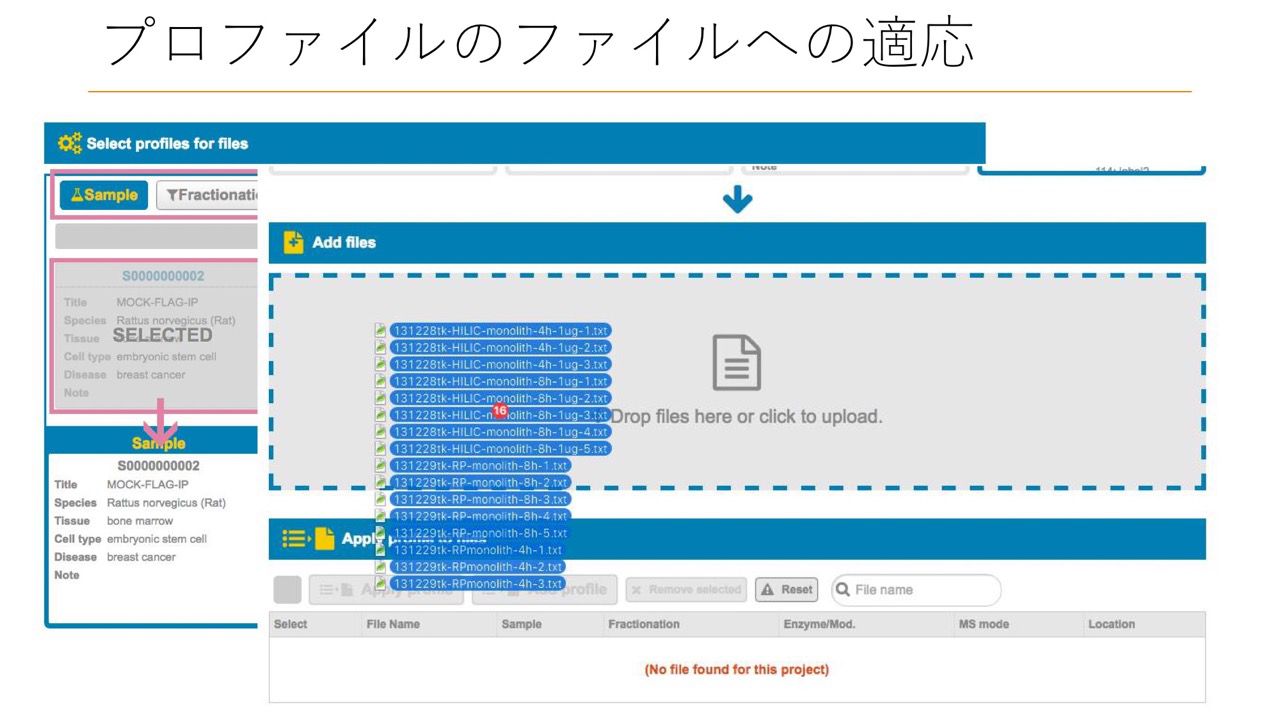 プロファイルのファイルへの適応
Select profiles for files
Sample
Fractionatio
S0000000002
Title MOCK-FLAG-IP
Species Rattus norvegicus (Rat)
Tissue
SELECTED
Cell type embryonic stem cell
Disease breast cancer
Note
Sample
S0000000002
Title MOCK-FLAG-IP
Species Rattus norvegicus (Rat)
Tissue bone marrow
Cell type embryonic stem cell
Disease breast cancer
Note
Note
Add files
131228tk-HILIC-monolith-4h-1ug-1.txt
131228tk-HILIC-monolith-4h-1ug-2.txt
131228tk-HILIC-monolith-4h-1ug-3.txt
131228tk-HILIC-monolith-8h-1ug-1.txt
131228tk-HILIC-monolith-8h-1ug-2.txt
131228tk-HILIC-monolith-8h-1ug-3.txt
16
131228tk-HILIC-monolith-8h-1ug-4.txt
131228tk-HILIC-monolith-8h-1ug-5.txt
131229tk-RP-monolith-8h-1.txt
131229tk-RP-monolith-8h-2.txt
131229tk-RP-monolith-8h-3.txt
131229tk-RP-monolith-8h-4.txt
131229tk-RP-monolith-8h-5.txt
131229tk-RPmonolith-4h-1.txt
131229tk-RPmonolith-4h-2.txt
131229tk-RPmonolith-4h-3.txt
Drop files here or click to upload.
Apply profile to files
Apply profile Add profile Remove selected Reset File name
Select File Name Sample Fractionation Enzyme/Mod. MS mode Location
(No file found for this project)